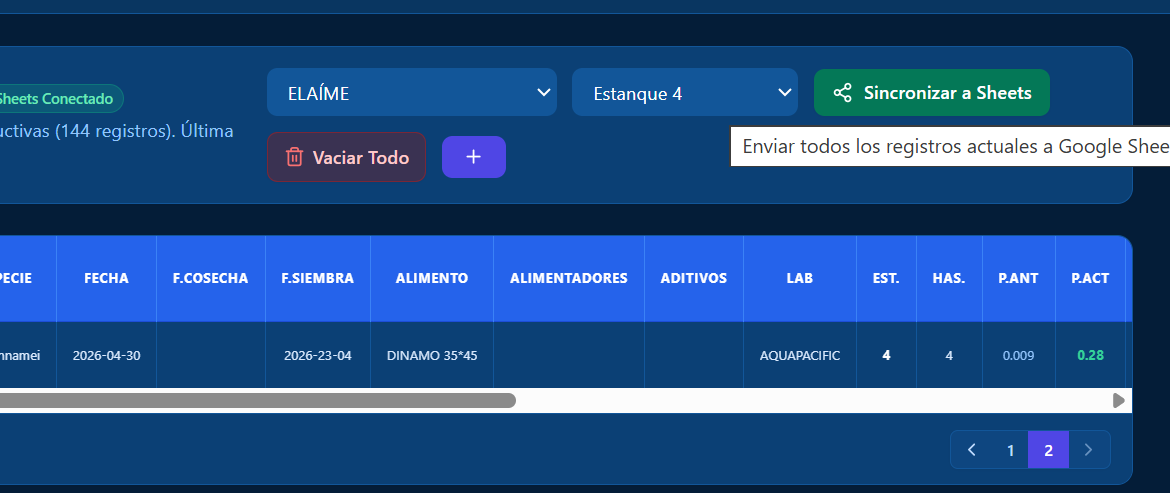 Sheets Conectado
ELAÍME
Estanque 4
Sincronizar a Sheets
uctivas (144 registros). Última
Vaciar Todo
+
Enviar todos los registros actuales a Google Shee
PECIE FECHA F.COSECHA F.SIEMBRA ALIMENTO ALIMENTADORES ADITIVOS LAB EST. HAS. P.ANT P.ACT
nnamei 2026-04-30 2026-23-04 DINAMO 35*45 AQUAPACIFIC 4 4 0.009 0.28
1 2